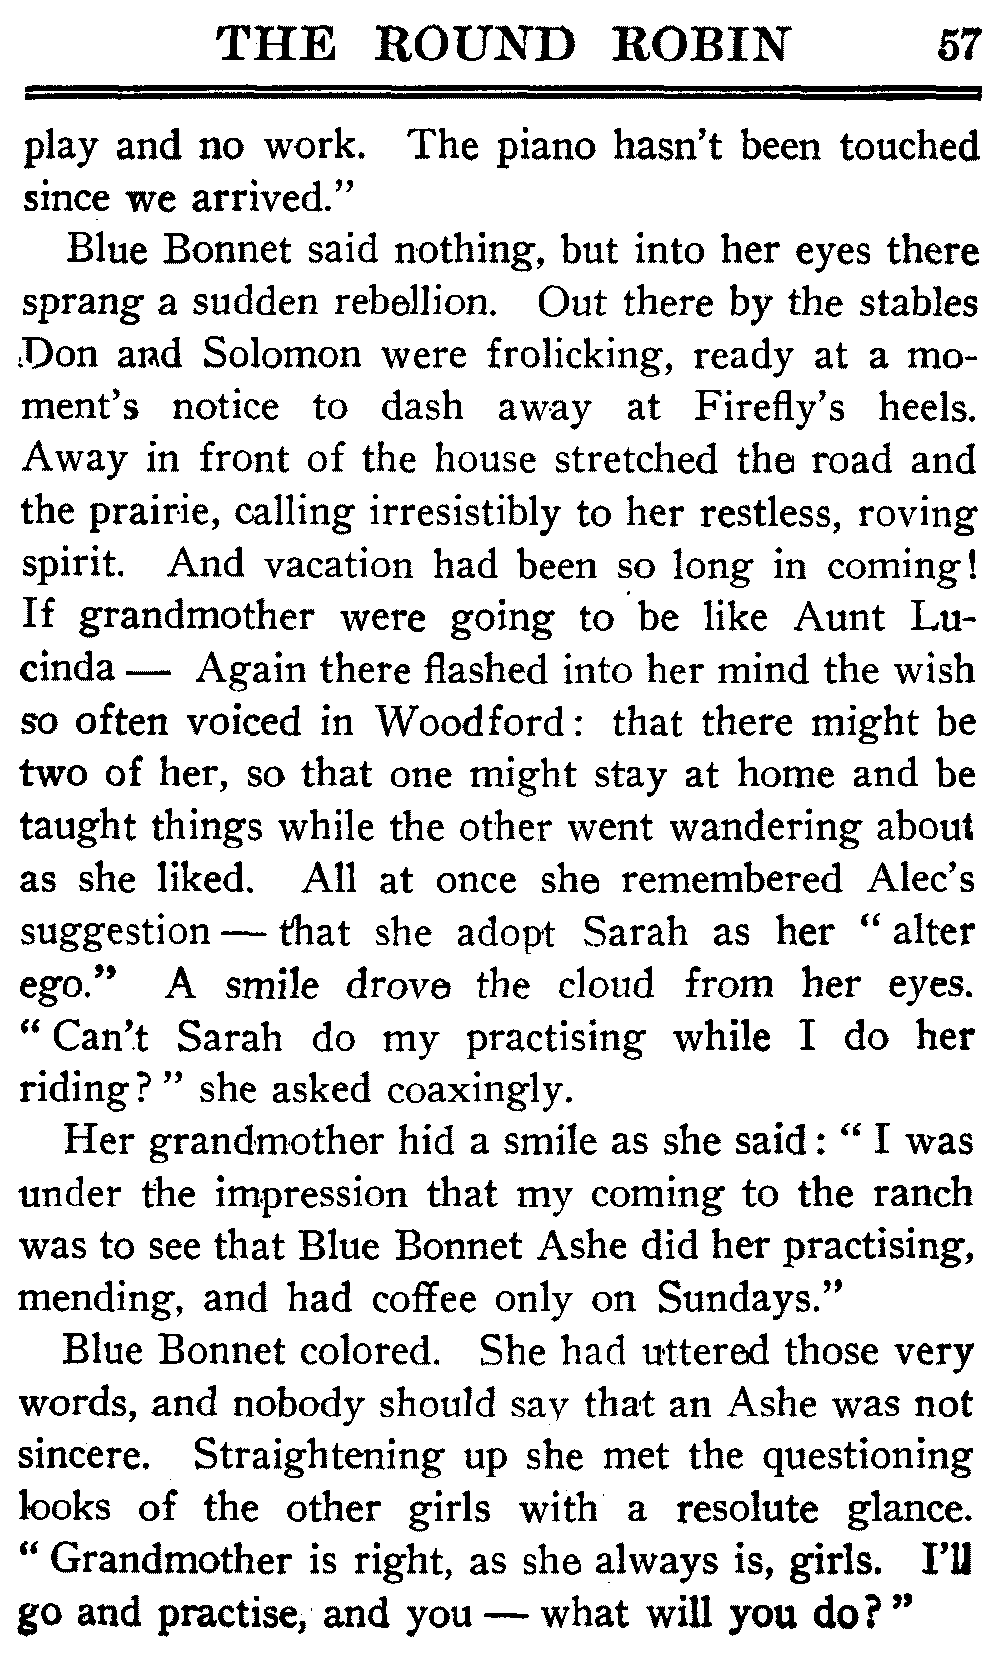 THE ROUND ROBIN 57
play and no work. The piano hasn't been touched
since we arrived."
Blue Bonnet said nothing, but into her eyes there
sprang a sudden rebellion. Out there by the stables
Don and Solomon were frolicking, ready at a mo-
ment's notice to dash away at Firefly's heels.
Away in front of the house stretched the road and
the prairie, calling irresistibly to her restless, roving
spirit. And vacation had been so long in coming!
If grandmother were going to be like Aunt Lu-
cinda — Again there flashed into her mind the wish
so often voiced in Woodford: that there might be
two of her, so that one might stay at home and be
taught things while the other went wandering about
as she liked. All at once she remembered Alec's
suggestion — that she adopt Sarah as her "alter
ego." A smile drove the cloud from her eyes.
"Can't Sarah do my practising while I do her
riding?" she asked coaxingly.
Her grandmother hid a smile as she said: "I was
under the impression that my coming to the ranch
was to see that Blue Bonnet Ashe did her practising,
mending, and had coffee only on Sundays."
Blue Bonnet colored. She had uttered those very
words, and nobody should say that an Ashe was not
sincere. Straightening up she met the questioning
looks of the other girls with a resolute glance.
"Grandmother is right, as she always is, girls. I'll
go and practise, and you — what will you do?"